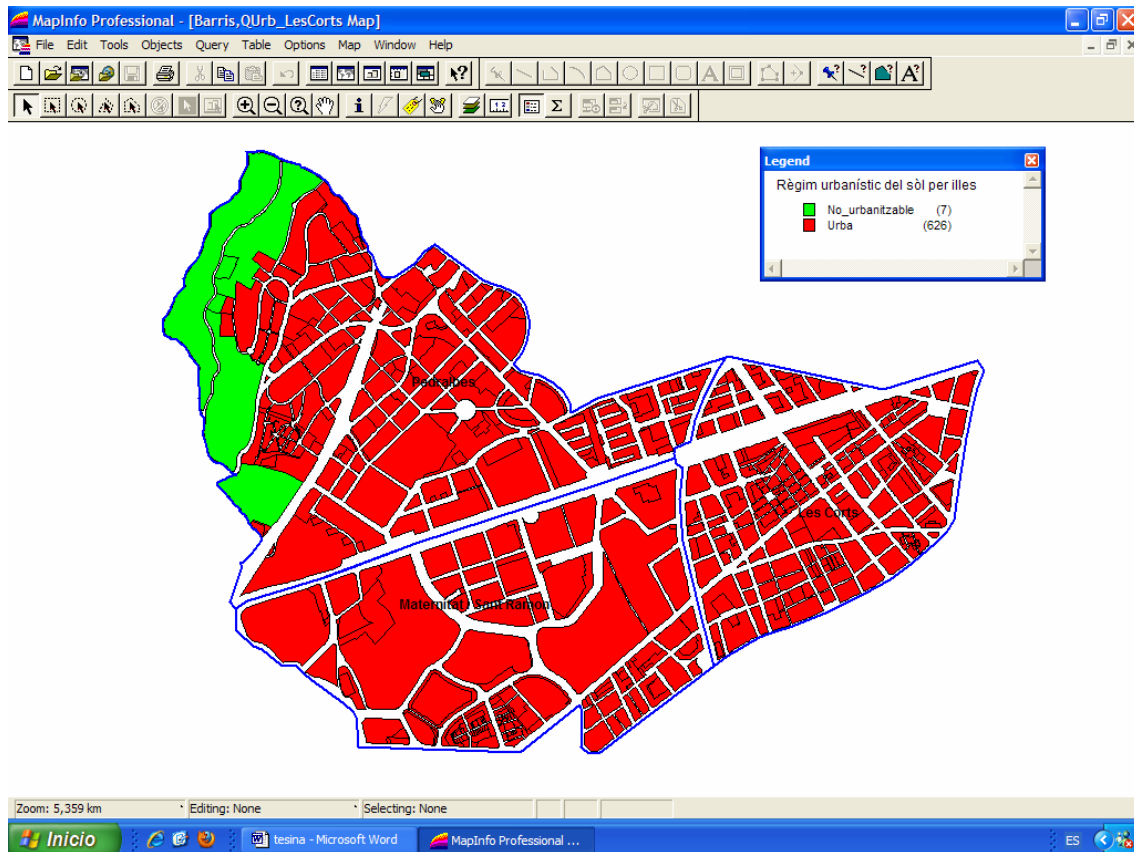 MapInfo Professional - [Barris,QUrb_LesCorts Map]
File Edit Tools Objects Query Table Options Map Window Help
Legend
Règim urbanístic del sòl per illes
No_urbanitzable (7)
Urba (626)
Pedralbes
Les Corts
Maternitat i Sant Ramon
Zoom: 5,359 km Editing: None Selecting: None
Inicio tesina - Microsoft Word MapInfo Professional ... ES